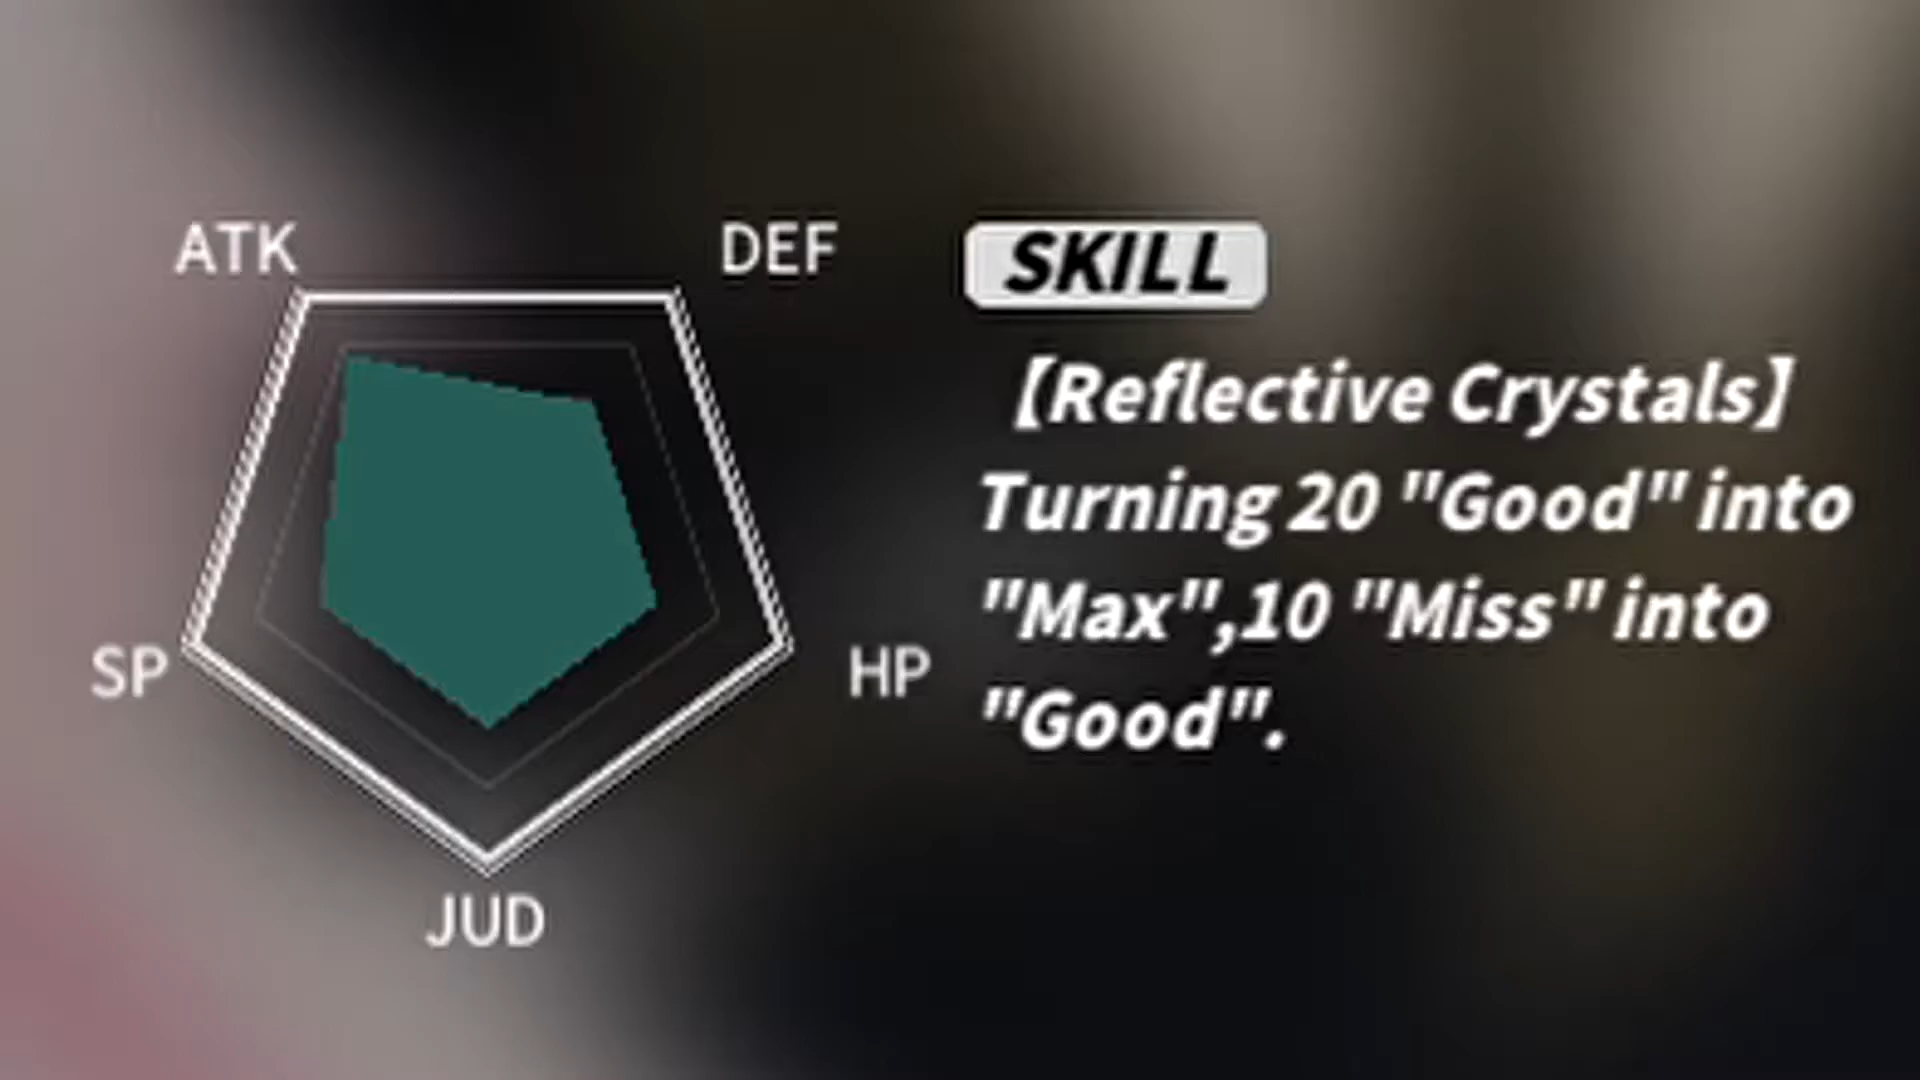 ATK
DEF
SP
HP
JUD
SKILL
【Reflective Crystals】
Turning 20 "Good" into
"Max",10 "Miss" into
"Good".